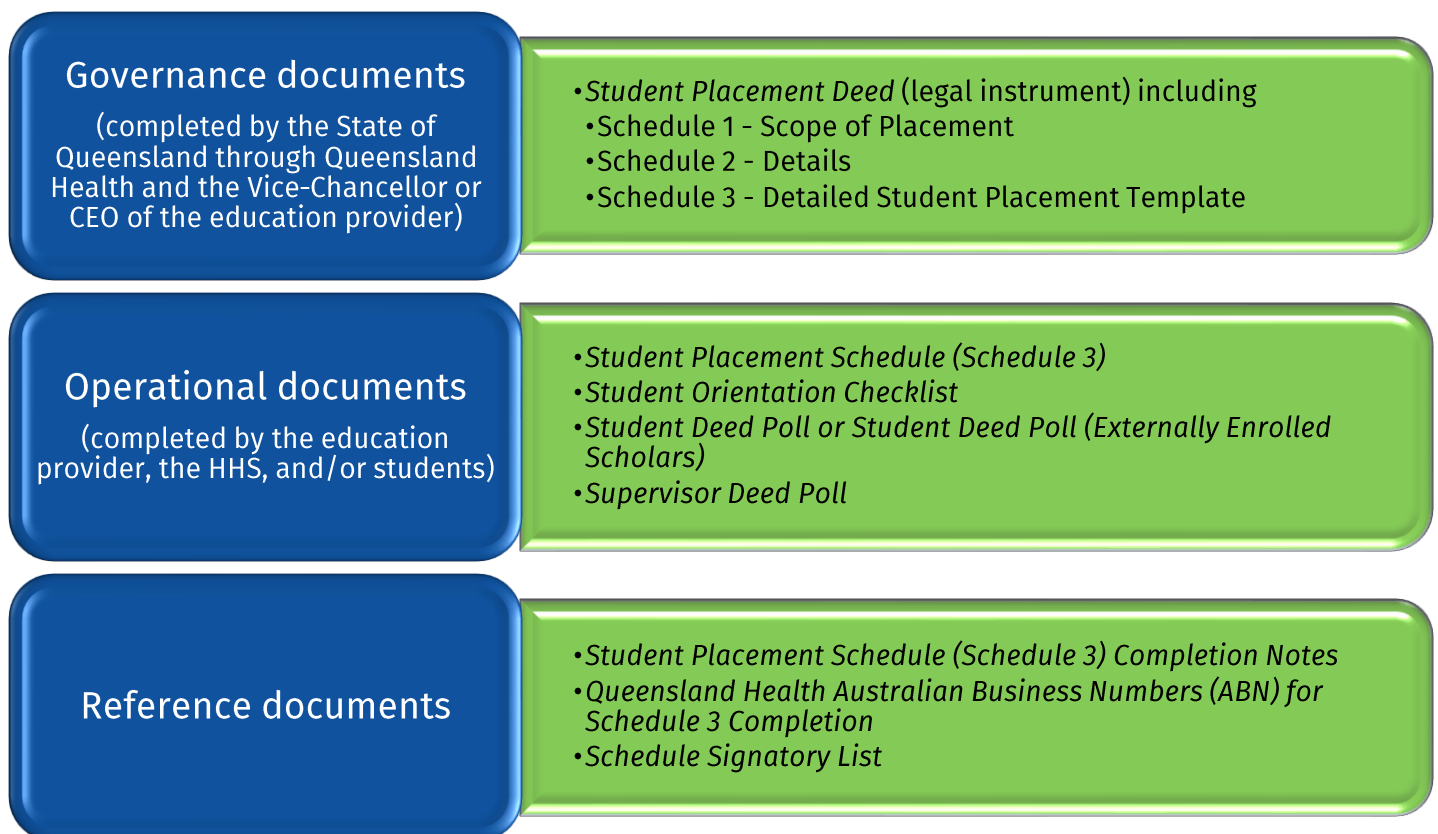 Governance documents
(completed by the State of
Queensland through Queensland
Health and the Vice-Chancellor or
CEO of the education provider)
•Student Placement Deed (legal instrument) including
•Schedule 1 - Scope of Placement
•Schedule 2 - Details
•Schedule 3 - Detailed Student Placement Template
Operational documents
(completed by the education
provider, the HHS, and/or students)
•Student Placement Schedule (Schedule 3)
•Student Orientation Checklist
•Student Deed Poll or Student Deed Poll (Externally Enrolled
Scholars)
•Supervisor Deed Poll
Reference documents
•Student Placement Schedule (Schedule 3) Completion Notes
•Queensland Health Australian Business Numbers (ABN) for
Schedule 3 Completion
•Schedule Signatory List